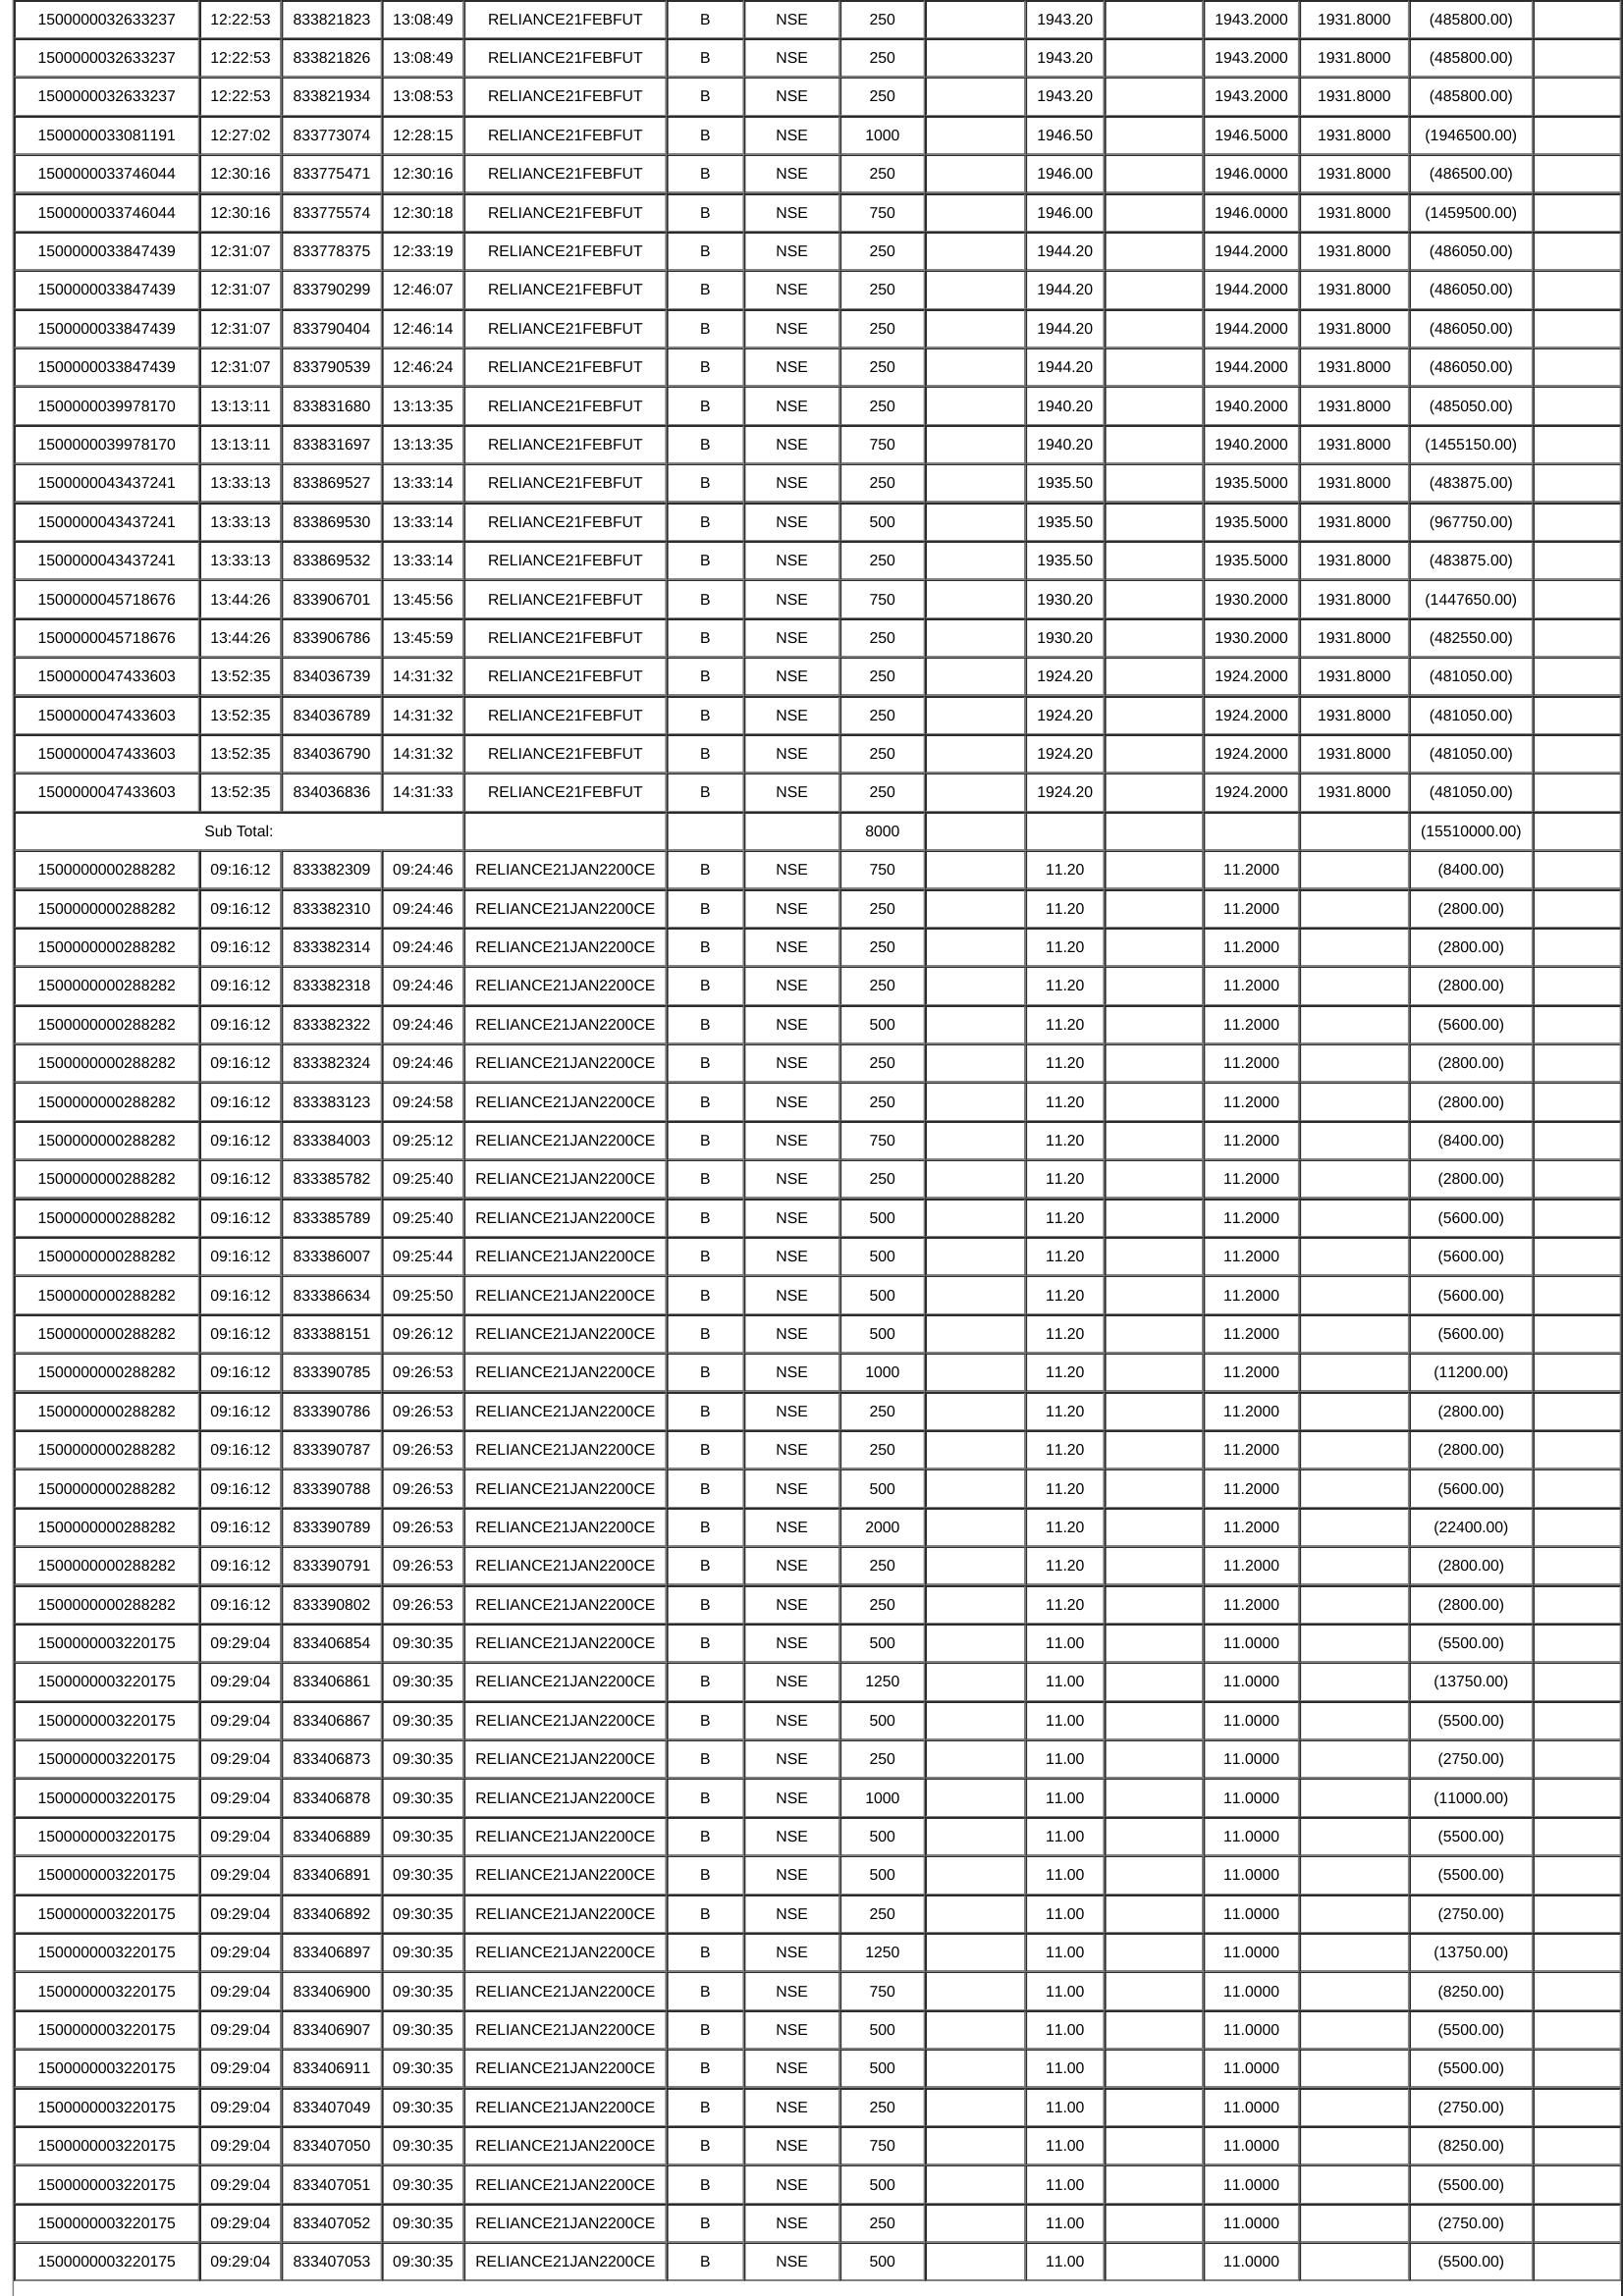 1500000032633237 12:22:53 833821823 13:08:49 RELIANCE21FEBFUT B NSE 250 1943.20 1943.2000 1931.8000 (485800.00)
1500000032633237 12:22:53 833821826 13:08:49 RELIANCE21FEBFUT B NSE 250 1943.20 1943.2000 1931.8000 (485800.00)
1500000032633237 12:22:53 833821934 13:08:53 RELIANCE21FEBFUT B NSE 250 1943.20 1943.2000 1931.8000 (485800.00)
1500000033081191 12:27:02 833773074 12:28:15 RELIANCE21FEBFUT B NSE 1000 1946.50 1946.5000 1931.8000 (1946500.00)
1500000033746044 12:30:16 833775471 12:30:16 RELIANCE21FEBFUT B NSE 250 1946.00 1946.0000 1931.8000 (486500.00)
1500000033746044 12:30:16 833775574 12:30:18 RELIANCE21FEBFUT B NSE 750 1946.00 1946.0000 1931.8000 (1459500.00)
1500000033847439 12:31:07 833778375 12:33:19 RELIANCE21FEBFUT B NSE 250 1944.20 1944.2000 1931.8000 (486050.00)
1500000033847439 12:31:07 833790299 12:46:07 RELIANCE21FEBFUT B NSE 250 1944.20 1944.2000 1931.8000 (486050.00)
1500000033847439 12:31:07 833790404 12:46:14 RELIANCE21FEBFUT B NSE 250 1944.20 1944.2000 1931.8000 (486050.00)
1500000033847439 12:31:07 833790539 12:46:24 RELIANCE21FEBFUT B NSE 250 1944.20 1944.2000 1931.8000 (486050.00)
1500000039978170 13:13:11 833831680 13:13:35 RELIANCE21FEBFUT B NSE 250 1940.20 1940.2000 1931.8000 (485050.00)
1500000039978170 13:13:11 833831697 13:13:35 RELIANCE21FEBFUT B NSE 750 1940.20 1940.2000 1931.8000 (1455150.00)
1500000043437241 13:33:13 833869527 13:33:14 RELIANCE21FEBFUT B NSE 250 1935.50 1935.5000 1931.8000 (483875.00)
1500000043437241 13:33:13 833869530 13:33:14 RELIANCE21FEBFUT B NSE 500 1935.50 1935.5000 1931.8000 (967750.00)
1500000043437241 13:33:13 833869532 13:33:14 RELIANCE21FEBFUT B NSE 250 1935.50 1935.5000 1931.8000 (483875.00)
1500000045718676 13:44:26 833906701 13:45:56 RELIANCE21FEBFUT B NSE 750 1930.20 1930.2000 1931.8000 (1447650.00)
1500000045718676 13:44:26 833906786 13:45:59 RELIANCE21FEBFUT B NSE 250 1930.20 1930.2000 1931.8000 (482550.00)
1500000047433603 13:52:35 834036739 14:31:32 RELIANCE21FEBFUT B NSE 250 1924.20 1924.2000 1931.8000 (481050.00)
1500000047433603 13:52:35 834036789 14:31:32 RELIANCE21FEBFUT B NSE 250 1924.20 1924.2000 1931.8000 (481050.00)
1500000047433603 13:52:35 834036790 14:31:32 RELIANCE21FEBFUT B NSE 250 1924.20 1924.2000 1931.8000 (481050.00)
1500000047433603 13:52:35 834036836 14:31:33 RELIANCE21FEBFUT B NSE 250 1924.20 1924.2000 1931.8000 (481050.00)
Sub Total: 8000 (15510000.00)
1500000000288282 09:16:12 833382309 09:24:46 RELIANCE21JAN2200CE B NSE 750 11.20 11.2000 (8400.00)
1500000000288282 09:16:12 833382310 09:24:46 RELIANCE21JAN2200CE B NSE 250 11.20 11.2000 (2800.00)
1500000000288282 09:16:12 833382314 09:24:46 RELIANCE21JAN2200CE B NSE 250 11.20 11.2000 (2800.00)
1500000000288282 09:16:12 833382318 09:24:46 RELIANCE21JAN2200CE B NSE 250 11.20 11.2000 (2800.00)
1500000000288282 09:16:12 833382322 09:24:46 RELIANCE21JAN2200CE B NSE 500 11.20 11.2000 (5600.00)
1500000000288282 09:16:12 833382324 09:24:46 RELIANCE21JAN2200CE B NSE 250 11.20 11.2000 (2800.00)
1500000000288282 09:16:12 833383123 09:24:58 RELIANCE21JAN2200CE B NSE 250 11.20 11.2000 (2800.00)
1500000000288282 09:16:12 833384003 09:25:12 RELIANCE21JAN2200CE B NSE 750 11.20 11.2000 (8400.00)
1500000000288282 09:16:12 833385782 09:25:40 RELIANCE21JAN2200CE B NSE 250 11.20 11.2000 (2800.00)
1500000000288282 09:16:12 833385789 09:25:40 RELIANCE21JAN2200CE B NSE 500 11.20 11.2000 (5600.00)
1500000000288282 09:16:12 833386007 09:25:44 RELIANCE21JAN2200CE B NSE 500 11.20 11.2000 (5600.00)
1500000000288282 09:16:12 833386634 09:25:50 RELIANCE21JAN2200CE B NSE 500 11.20 11.2000 (5600.00)
1500000000288282 09:16:12 833388151 09:26:12 RELIANCE21JAN2200CE B NSE 500 11.20 11.2000 (5600.00)
1500000000288282 09:16:12 833390785 09:26:53 RELIANCE21JAN2200CE B NSE 1000 11.20 11.2000 (11200.00)
1500000000288282 09:16:12 833390786 09:26:53 RELIANCE21JAN2200CE B NSE 250 11.20 11.2000 (2800.00)
1500000000288282 09:16:12 833390787 09:26:53 RELIANCE21JAN2200CE B NSE 250 11.20 11.2000 (2800.00)
1500000000288282 09:16:12 833390788 09:26:53 RELIANCE21JAN2200CE B NSE 500 11.20 11.2000 (5600.00)
1500000000288282 09:16:12 833390789 09:26:53 RELIANCE21JAN2200CE B NSE 2000 11.20 11.2000 (22400.00)
1500000000288282 09:16:12 833390791 09:26:53 RELIANCE21JAN2200CE B NSE 250 11.20 11.2000 (2800.00)
1500000000288282 09:16:12 833390802 09:26:53 RELIANCE21JAN2200CE B NSE 250 11.20 11.2000 (2800.00)
1500000003220175 09:29:04 833406854 09:30:35 RELIANCE21JAN2200CE B NSE 500 11.00 11.0000 (5500.00)
1500000003220175 09:29:04 833406861 09:30:35 RELIANCE21JAN2200CE B NSE 1250 11.00 11.0000 (13750.00)
1500000003220175 09:29:04 833406867 09:30:35 RELIANCE21JAN2200CE B NSE 500 11.00 11.0000 (5500.00)
1500000003220175 09:29:04 833406873 09:30:35 RELIANCE21JAN2200CE B NSE 250 11.00 11.0000 (2750.00)
1500000003220175 09:29:04 833406878 09:30:35 RELIANCE21JAN2200CE B NSE 1000 11.00 11.0000 (11000.00)
1500000003220175 09:29:04 833406889 09:30:35 RELIANCE21JAN2200CE B NSE 500 11.00 11.0000 (5500.00)
1500000003220175 09:29:04 833406891 09:30:35 RELIANCE21JAN2200CE B NSE 500 11.00 11.0000 (5500.00)
1500000003220175 09:29:04 833406892 09:30:35 RELIANCE21JAN2200CE B NSE 250 11.00 11.0000 (2750.00)
1500000003220175 09:29:04 833406897 09:30:35 RELIANCE21JAN2200CE B NSE 1250 11.00 11.0000 (13750.00)
1500000003220175 09:29:04 833406900 09:30:35 RELIANCE21JAN2200CE B NSE 750 11.00 11.0000 (8250.00)
1500000003220175 09:29:04 833406907 09:30:35 RELIANCE21JAN2200CE B NSE 500 11.00 11.0000 (5500.00)
1500000003220175 09:29:04 833406911 09:30:35 RELIANCE21JAN2200CE B NSE 500 11.00 11.0000 (5500.00)
1500000003220175 09:29:04 833407049 09:30:35 RELIANCE21JAN2200CE B NSE 250 11.00 11.0000 (2750.00)
1500000003220175 09:29:04 833407050 09:30:35 RELIANCE21JAN2200CE B NSE 750 11.00 11.0000 (8250.00)
1500000003220175 09:29:04 833407051 09:30:35 RELIANCE21JAN2200CE B NSE 500 11.00 11.0000 (5500.00)
1500000003220175 09:29:04 833407052 09:30:35 RELIANCE21JAN2200CE B NSE 250 11.00 11.0000 (2750.00)
1500000003220175 09:29:04 833407053 09:30:35 RELIANCE21JAN2200CE B NSE 500 11.00 11.0000 (5500.00)